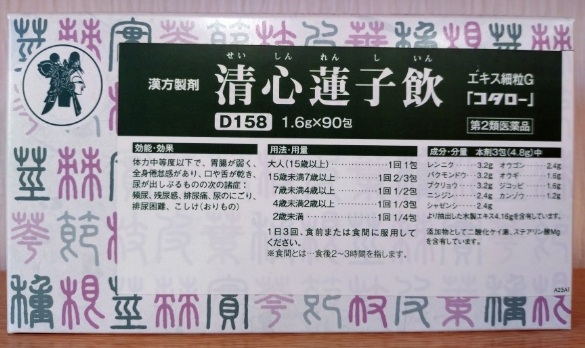 せい しん れん し いん
漢方製剤 清心蓮子飲 エキス細粒G「コタロー」
D158 1.6g×90包 第2類医薬品
効能・効果
体力中等度以下で、胃腸が弱く、
全身倦怠感があり、口や舌が乾き、
尿が出しぶるものの次の諸症:
頻尿、残尿感、排尿痛、尿のにごり、
排尿困難、こしけ(おりもの)
用法・用量
大人(15歳以上)……1回 1包
15歳未満7歳以上……1回 2/3包
7歳未満4歳以上……1回 1/2包
4歳未満2歳以上……1回 1/3包
2歳未満……1回 1/4包
1日3回、食前または食間に服用して
ください。
※食間とは…食後2〜3時間を指します。
成分・分量 本剤3包(4.8g)中
レンニク……3.2g オウゴン……2.4g
バクモンドウ…3.2g オウギ……1.6g
ブクリョウ……3.2g ジコッピ……1.6g
ニンジン……2.4g カンゾウ……1.2g
シャゼンシ……2.4g
より抽出した水製エキス4.16gを含有しています。
添加物として二酸化ケイ素、ステアリン酸Mg
を含有しています。